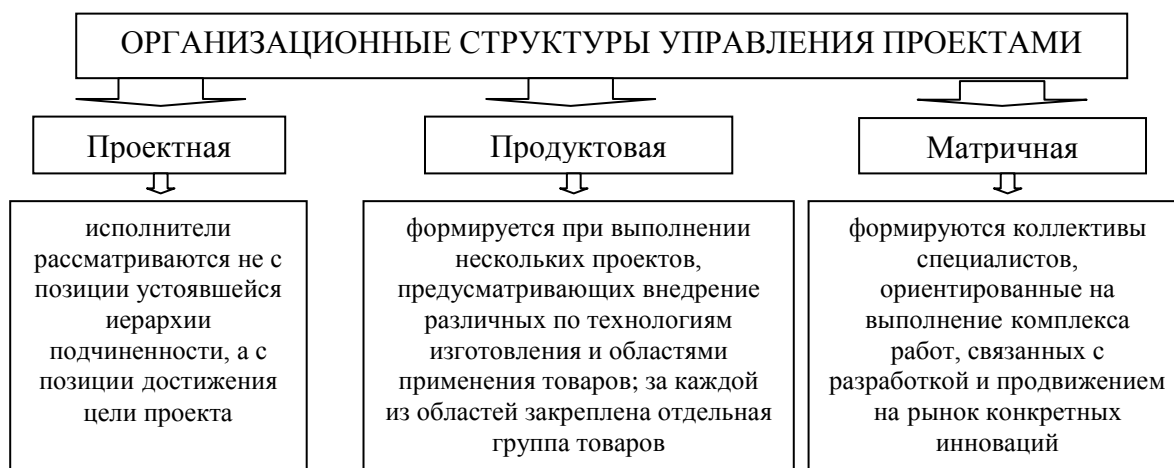 ОРГАНИЗАЦИОННЫЕ СТРУКТУРЫ УПРАВЛЕНИЯ ПРОЕКТАМИ
Проектная
исполнители
рассматриваются не с
позиции устоявшейся
иерархии
подчиненности, а с
позиции достижения
цели проекта
Продуктовая
формируется при выполнении
нескольких проектов,
предусматривающих внедрение
различных по технологиям
изготовления и областями
применения товаров; за каждой
из областей закреплена отдельная
группа товаров
Матричная
формируются коллективы
специалистов,
ориентированные на
выполнение комплекса
работ, связанных с
разработкой и продвижением
на рынок конкретных
инноваций